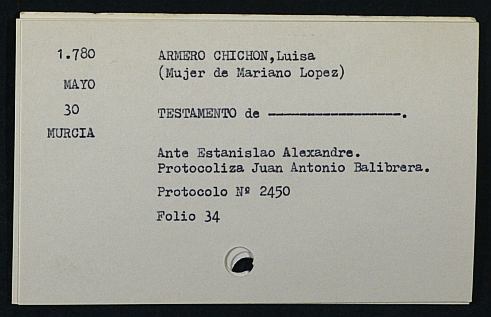 1.780 ARMERO CHICHON,Luisa
(Mujer de Mariano Lopez)
MAYO
30 TESTAMENTO de ------------------.
MURCIA
Ante Estanislao Alexandre.
Protocoliza Juan Antonio Balibrera.
Protocolo Nº 2450
Folio 34